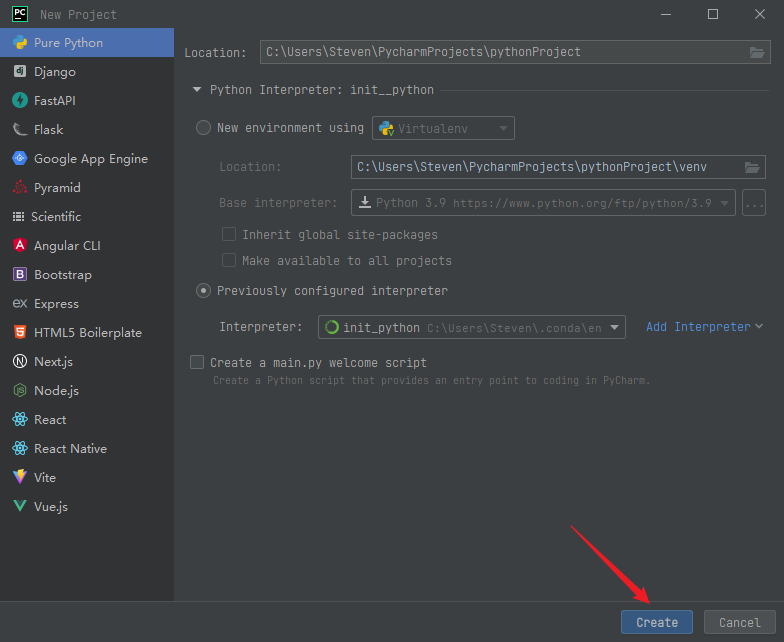 PC New Project
Pure Python
dj Django
FastAPI
Flask
Google App Engine
Pyramid
Scientific
A Angular CLI
B Bootstrap
ex Express
5 HTML5 Boilerplate
N Next.js
JS Node.js
React
React Native
Vite
Vue.js
Location: C:\Users\Steven\PycharmProjects\pythonProject
Python Interpreter: init__python
New environment using Virtualenv
Location: C:\Users\Steven\PycharmProjects\pythonProject\venv
Base interpreter: Python 3.9 https://www.python.org/ftp/python/3.9 ...
Inherit global site-packages
Make available to all projects
Previously configured interpreter
Interpreter: init_python C:\Users\Steven\.conda\en Add Interpreter
Create a main.py welcome script
Create a Python script that provides an entry point to coding in PyCharm.
Create Cancel